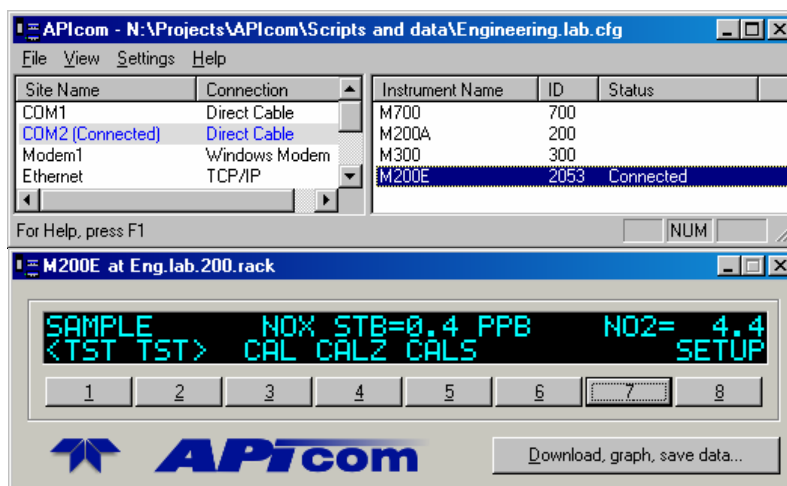 APIcom - N:\Projects\APIcom\Scripts and data\Engineering.lab.cfg
File View Settings Help
Site Name Connection Instrument Name ID Status
COM1 Direct Cable M700 700
COM2 (Connected) Direct Cable M200A 200
Modem1 Windows Modem M300 300
Ethernet TCP/IP M200E 2053 Connected
For Help, press F1 NUM
M200E at Eng.lab.200.rack
SAMPLE NOX STB=0.4 PPB NO2= 4.4
<TST TST> CAL CALZ CALS SETUP
1 2 3 4 5 6 7 8
APIcom Download, graph, save data...